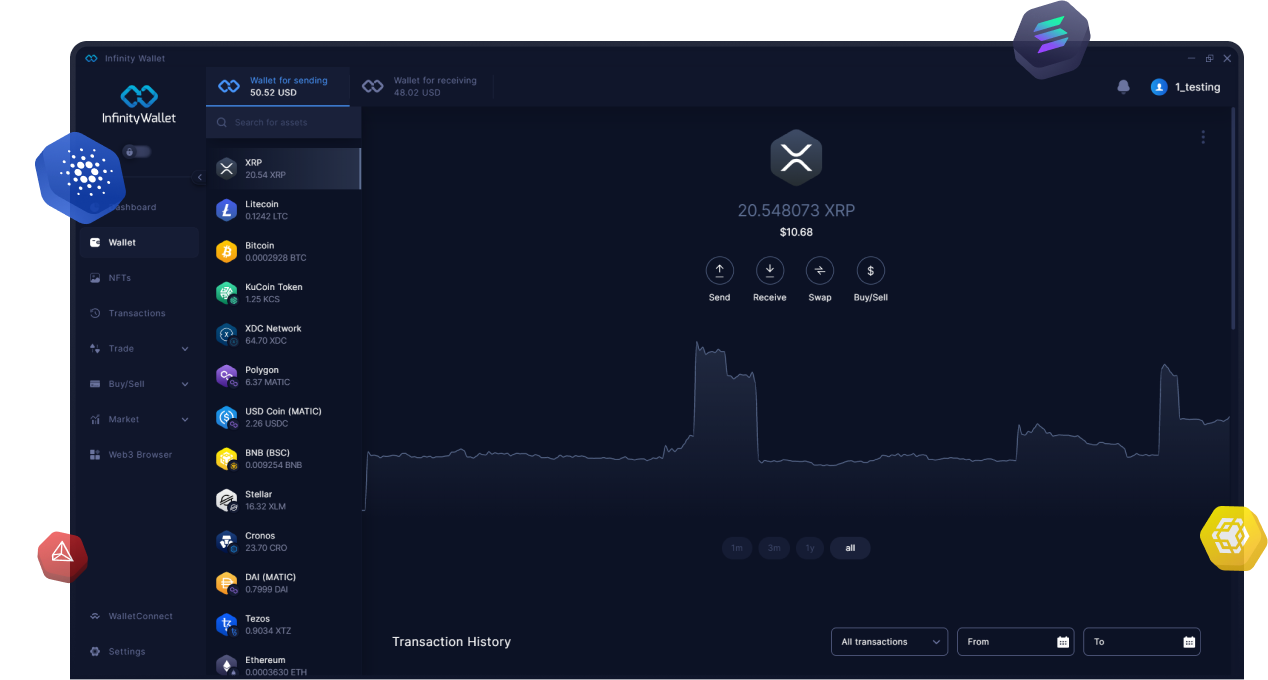 Infinity Wallet
InfinityWallet
Dashboard
Wallet
NFTs
Transactions
Trade
Buy/Sell
Market
Web3 Browser
WalletConnect
Settings
Wallet for sending
50.52 USD
Wallet for receiving
48.02 USD
1_testing
Search for assets
XRP
20.54 XRP
Litecoin
0.1242 LTC
Bitcoin
0.0002928 BTC
KuCoin Token
1.25 KCS
XDC Network
64.70 XDC
Polygon
6.37 MATIC
USD Coin (MATIC)
2.26 USDC
BNB (BSC)
0.009254 BNB
Stellar
16.32 XLM
Cronos
23.70 CRO
DAI (MATIC)
0.7999 DAI
Tezos
0.9034 XTZ
Ethereum
0.0003630 ETH
20.548073 XRP
$10.68
Send
Receive
Swap
Buy/Sell
1m
3m
1y
all
Transaction History
All transactions
From
To